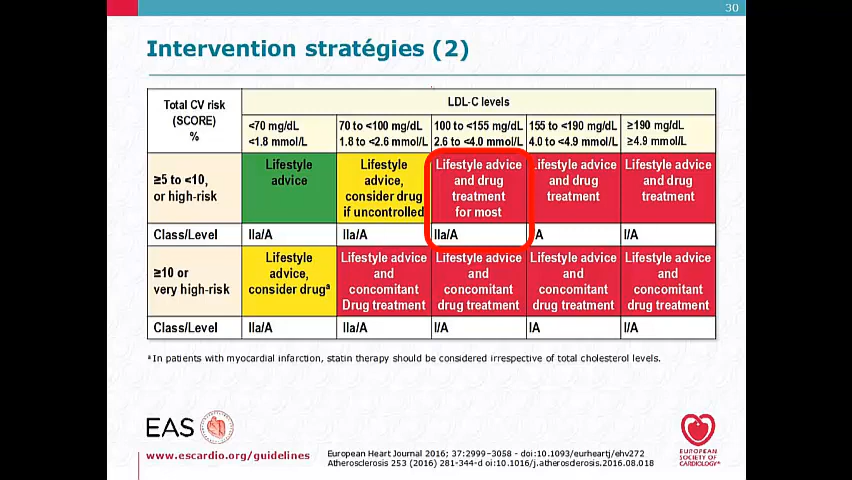 30
Intervention stratégies (2)
Total CV risk
(SCORE)
%
LDL-C levels
<70 mg/dL
<1.8 mmol/L
70 to <100 mg/dL
1.8 to <2.6 mmol/L
100 to <155 mg/dL
2.6 to <4.0 mmol/L
155 to <190 mg/dL
4.0 to <4.9 mmol/L
≥190 mg/dL
≥4.9 mmol/L
≥5 to <10,
or high-risk
Lifestyle
advice
Lifestyle
advice,
consider drug
if uncontrolled
Lifestyle advice
and drug
treatment
for most
Lifestyle advice
and drug
treatment
Lifestyle advice
and drug
treatment
Class/Level
IIa/A
IIa/A
IIa/A
I/A
≥10 or
very high-risk
Lifestyle
advice,
consider drugᵃ
Lifestyle advice
and
concomitant
Drug treatment
Lifestyle advice
and
concomitant
drug treatment
Lifestyle advice
and
concomitant
drug treatment
Lifestyle advice
and
concomitant
drug treatment
Class/Level
IIa/A
IIa/A
I/A
IA
I/A
ᵃ In patients with myocardial infarction, statin therapy should be considered irrespective of total cholesterol levels.
EAS
www.escardio.org/guidelines
European Heart Journal 2016; 37:2999–3058 - doi:10.1093/eurheartj/ehv272
Atherosclerosis 253 (2016) 281-344-d oi:10.1016/j.atherosclerosis.2016.08.018
EUROPEAN
SOCIETY OF
CARDIOLOGY®